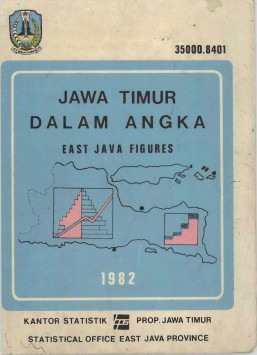 35000.8401
JAWA TIMUR
DALAM ANGKA
EAST JAVA FIGURES
1982
KANTOR STATISTIK bps PROP. JAWA TIMUR
STATISTICAL OFFICE EAST JAVA PROVINCE